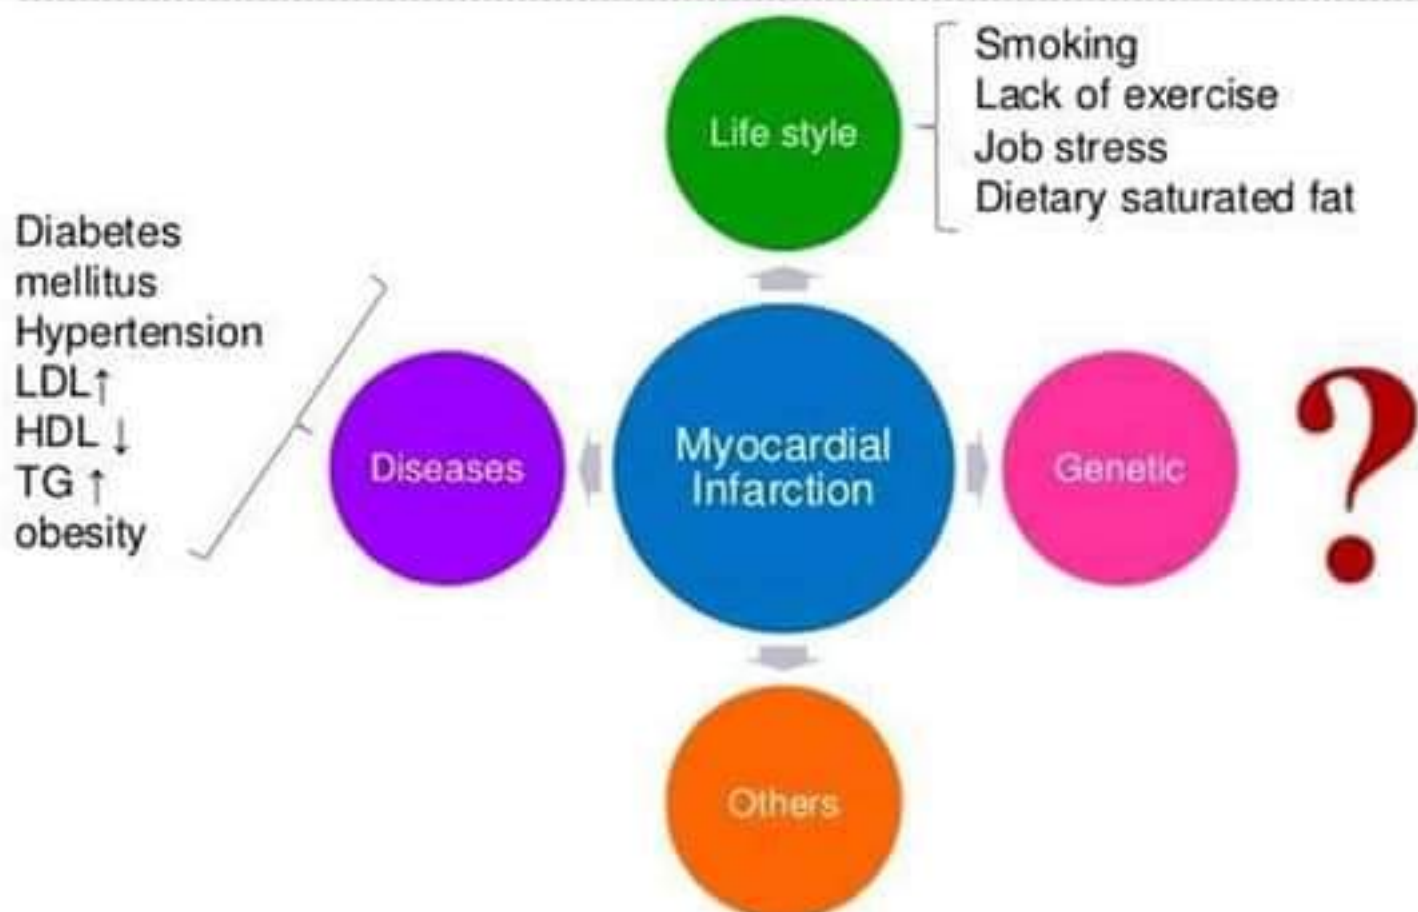 Life style
Smoking
Lack of exercise
Job stress
Dietary saturated fat
Diabetes
mellitus
Hypertension
LDL↑
HDL ↓
TG ↑
obesity
Diseases
Myocardial
Infarction
Genetic
?
Others